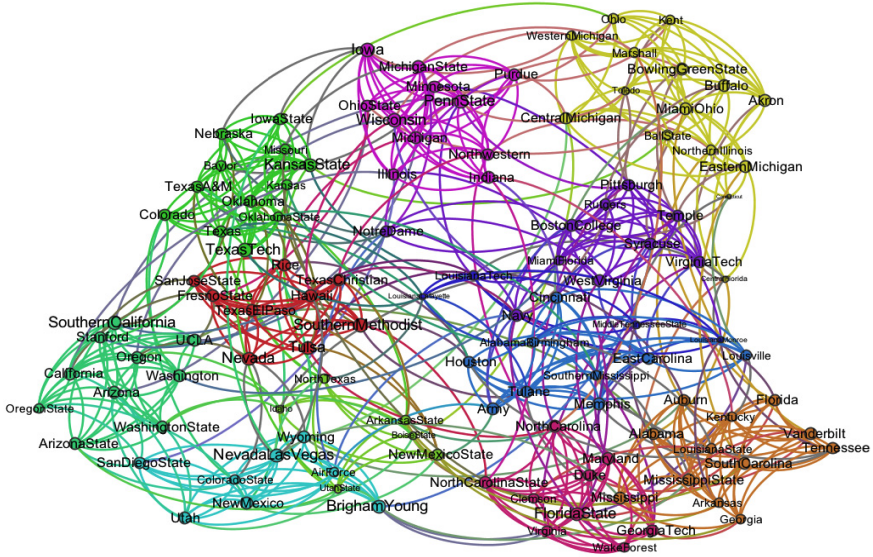 Ohio
Kent
WesternMichigan
Iowa
Marshall
MichiganState
BowlingGreenState
Purdue
Minnesota
Buffalo
Toledo
PennState
Akron
OhioState
MiamiOhio
Wisconsin
CentralMichigan
IowaState
Nebraska
Michigan
BallState
Missouri
Northwestern
NorthernIllinois
Baylor
KansasState
EasternMichigan
Illinois
Indiana
TexasA&M
Kansas
Pittsburgh
Oklahoma
Rutgers
Colorado
OklahomaState
Temple
BostonCollege
Texas
NotreDame
Syracuse
TexasTech
MiamiFlorida
VirginiaTech
Rice
LouisianaTech
CentralFlorida
SanJoseState
TexasChristian
WestVirginia
FresnoState
Hawaii
LouisianaLafayette
Cincinnati
TexasElPaso
Navy
SouthernCalifornia
SouthernMethodist
MiddleTennesseeState
Stanford
UCLA
AlabamaBirmingham
LouisianaMonroe
Tulsa
Oregon
Nevada
EastCarolina
Louisville
Houston
California
Washington
NorthTexas
SouthernMississippi
Arizona
Tulane
OregonState
Idaho
Army
Memphis
Auburn
Florida
ArkansasState
Kentucky
WashingtonState
NorthCarolina
Wyoming
BoiseState
Alabama
Vanderbilt
ArizonaState
LouisianaState
Tennessee
NevadaLasVegas
NewMexicoState
Maryland
SanDiegoState
SouthCarolina
AirForce
Duke
ColoradoState
NorthCarolinaState
MississippiState
UtahState
Clemson
Mississippi
NewMexico
BrighamYoung
Arkansas
FloridaState
Utah
Georgia
Virginia
GeorgiaTech
WakeForest